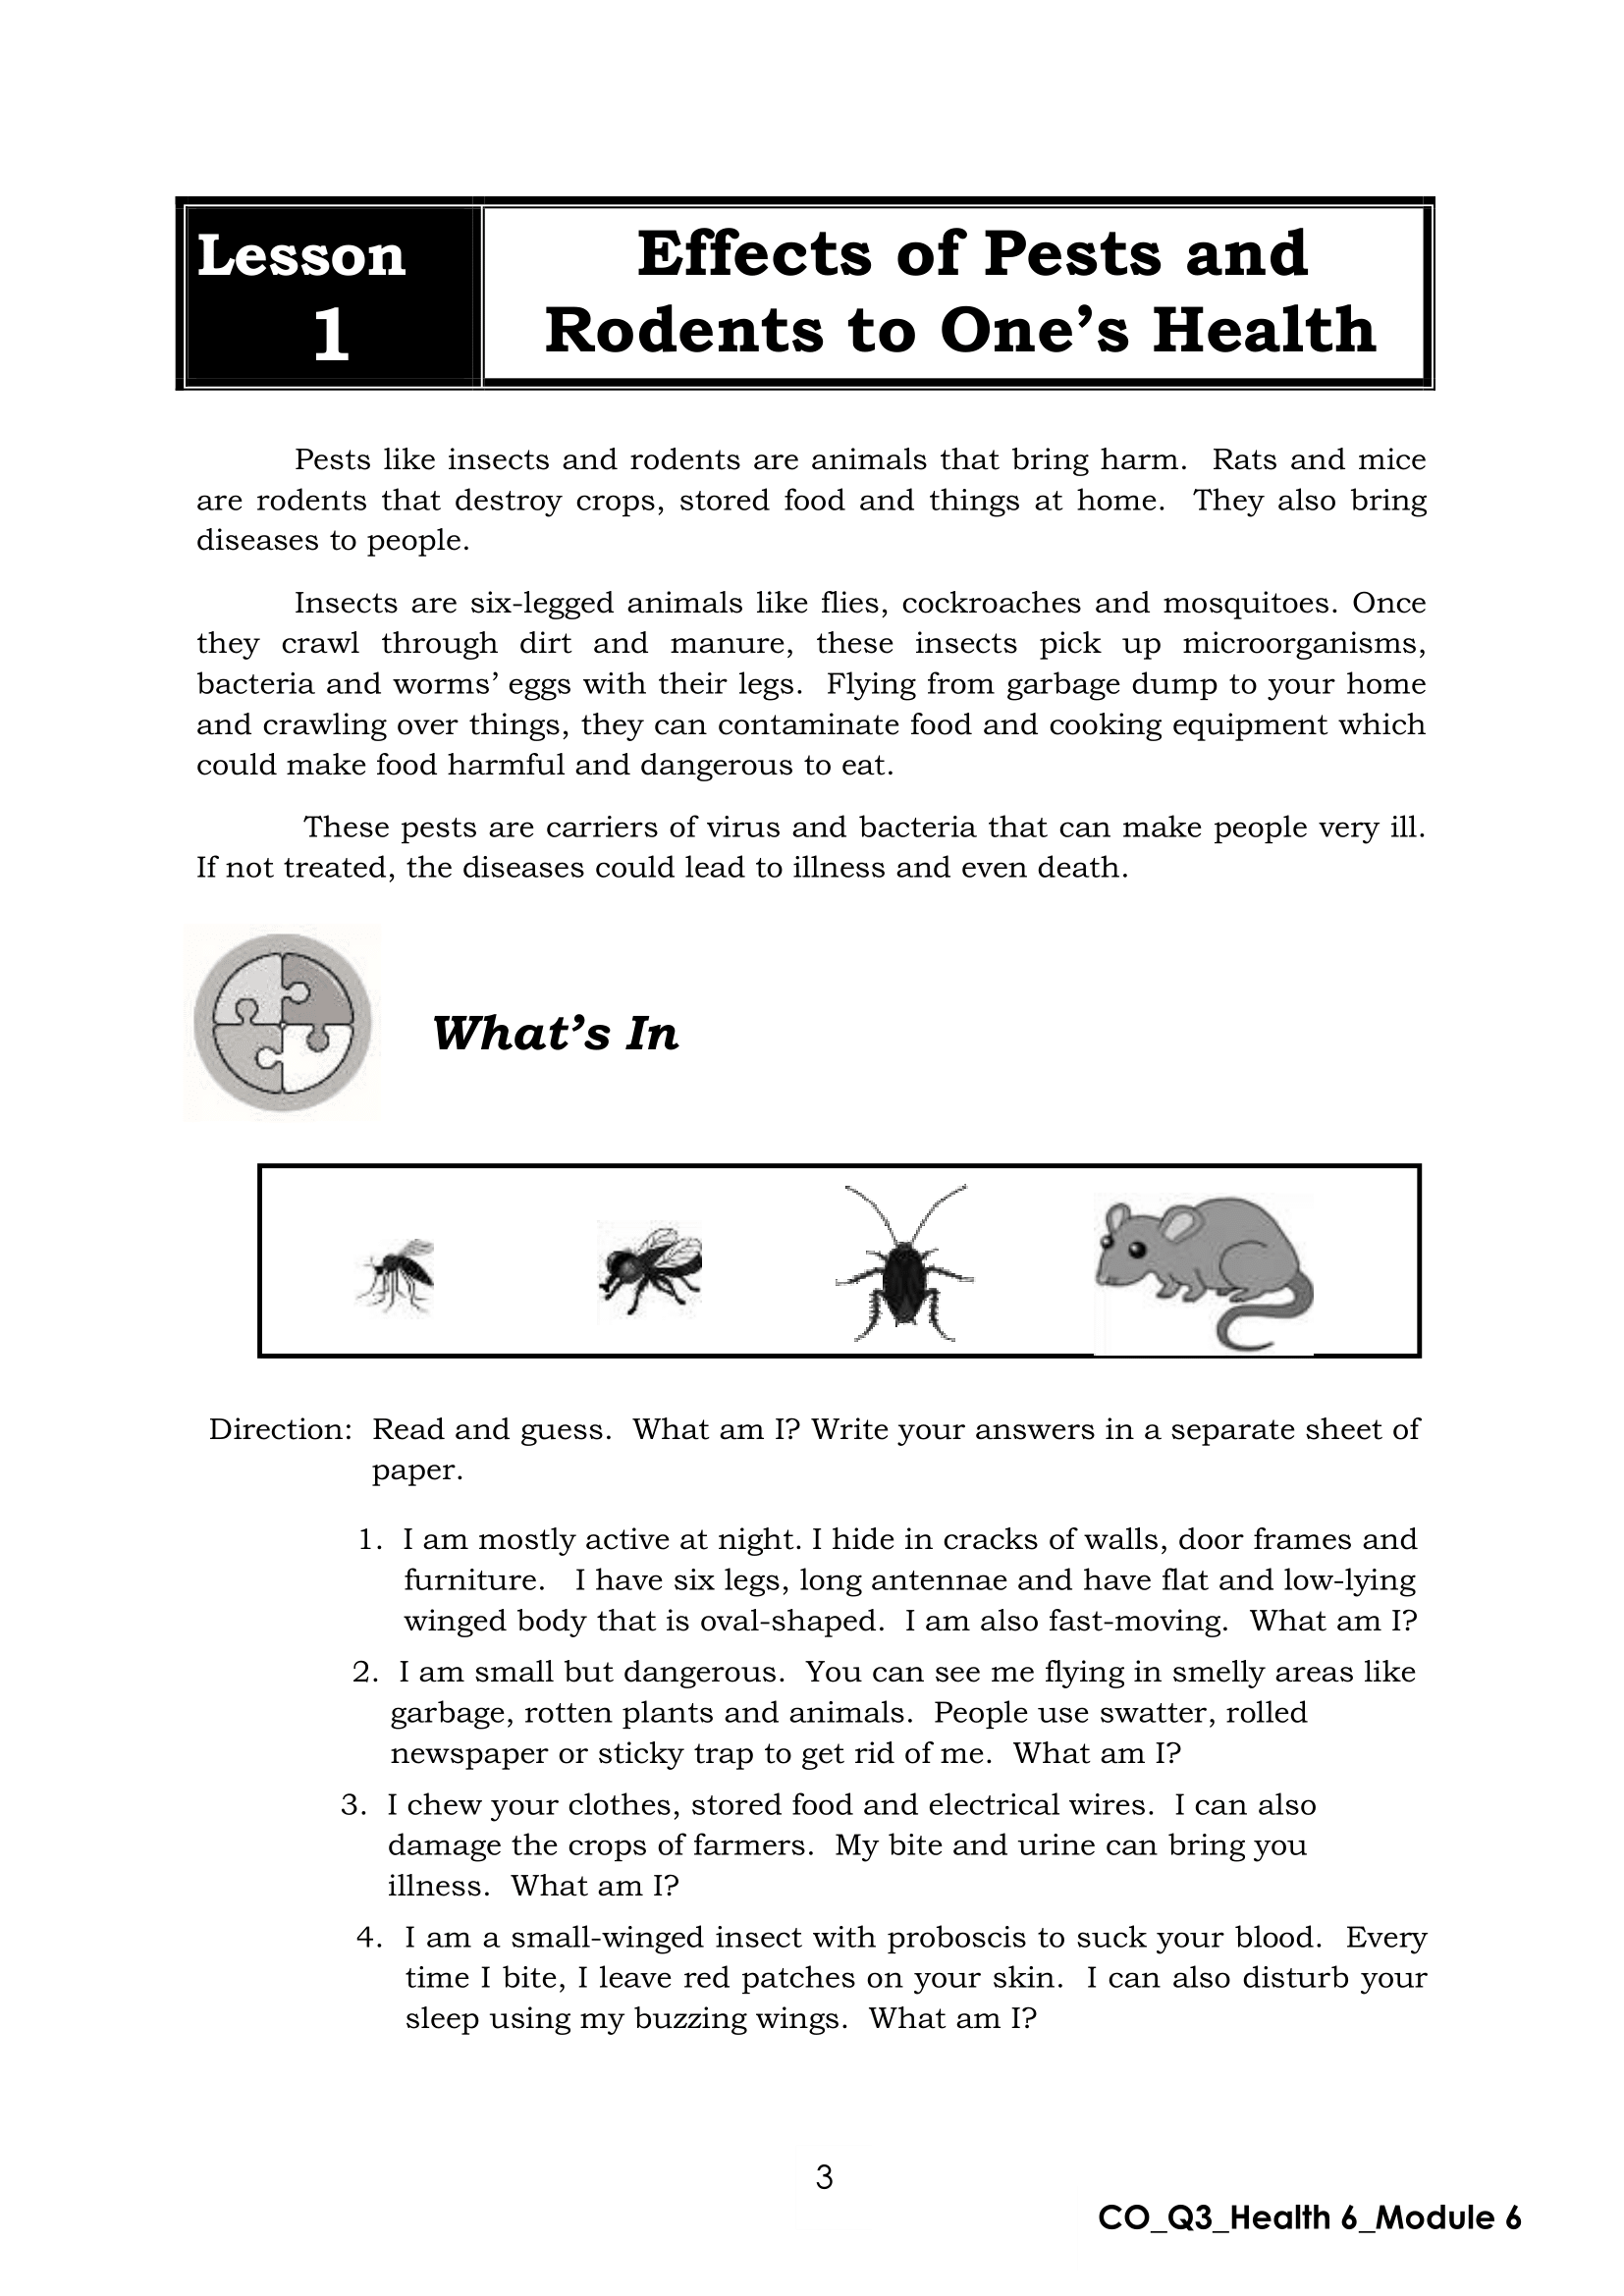 Lesson
1
Effects of Pests and
Rodents to One’s Health
Pests like insects and rodents are animals that bring harm. Rats and mice
are rodents that destroy crops, stored food and things at home. They also bring
diseases to people.
Insects are six-legged animals like flies, cockroaches and mosquitoes. Once
they crawl through dirt and manure, these insects pick up microorganisms,
bacteria and worms’ eggs with their legs. Flying from garbage dump to your home
and crawling over things, they can contaminate food and cooking equipment which
could make food harmful and dangerous to eat.
These pests are carriers of virus and bacteria that can make people very ill.
If not treated, the diseases could lead to illness and even death.
What’s In
Direction: Read and guess. What am I? Write your answers in a separate sheet of
paper.
1. I am mostly active at night. I hide in cracks of walls, door frames and
furniture. I have six legs, long antennae and have flat and low-lying
winged body that is oval-shaped. I am also fast-moving. What am I?
2. I am small but dangerous. You can see me flying in smelly areas like
garbage, rotten plants and animals. People use swatter, rolled
newspaper or sticky trap to get rid of me. What am I?
3. I chew your clothes, stored food and electrical wires. I can also
damage the crops of farmers. My bite and urine can bring you
illness. What am I?
4. I am a small-winged insect with proboscis to suck your blood. Every
time I bite, I leave red patches on your skin. I can also disturb your
sleep using my buzzing wings. What am I?
3
CO_Q3_Health 6_Module 6